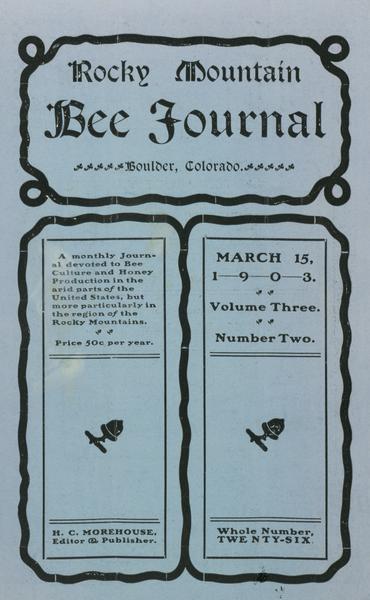 Rocky Mountain
Bee Journal
Boulder, Colorado.
A monthly Journ-
al devoted to Bee
Culture and Honey
Production in the
arid parts of the
United States, but
more particularly in
the region of the
Rocky Mountains.
Price 50c per year.
H. C. MOREHOUSE,
Editor & Publisher.
MARCH 15,
1—9—0—3.
Volume Three.
Number Two.
Whole Number,
TWE NTY-SIX